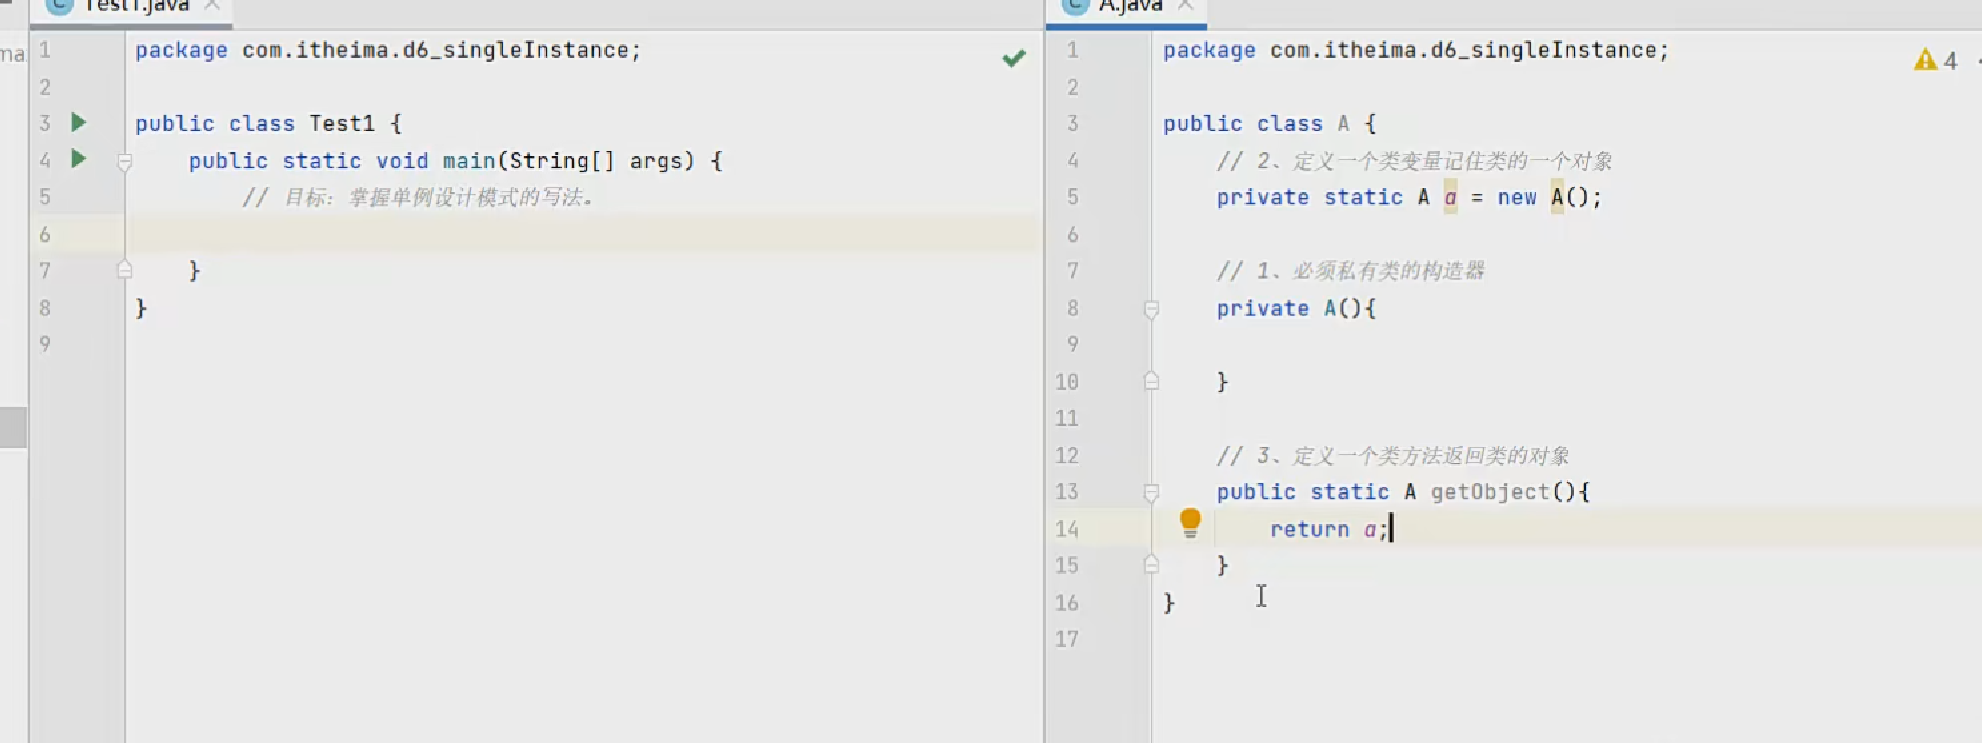 Test1.java
package com.itheima.d6_singleInstance;
public class Test1 {
public static void main(String[] args) {
// 目标：掌握单例设计模式的写法。
}
}
1
2
3
4
5
6
7
8
9
ma
A.java
4
package com.itheima.d6_singleInstance;
public class A {
// 2、定义一个类变量记住类的一个对象
private static A a = new A();
// 1、必须私有类的构造器
private A(){
}
// 3、定义一个类方法返回类的对象
public static A getObject(){
return a;
}
}
1
2
3
4
5
6
7
8
9
10
11
12
13
14
15
16
17